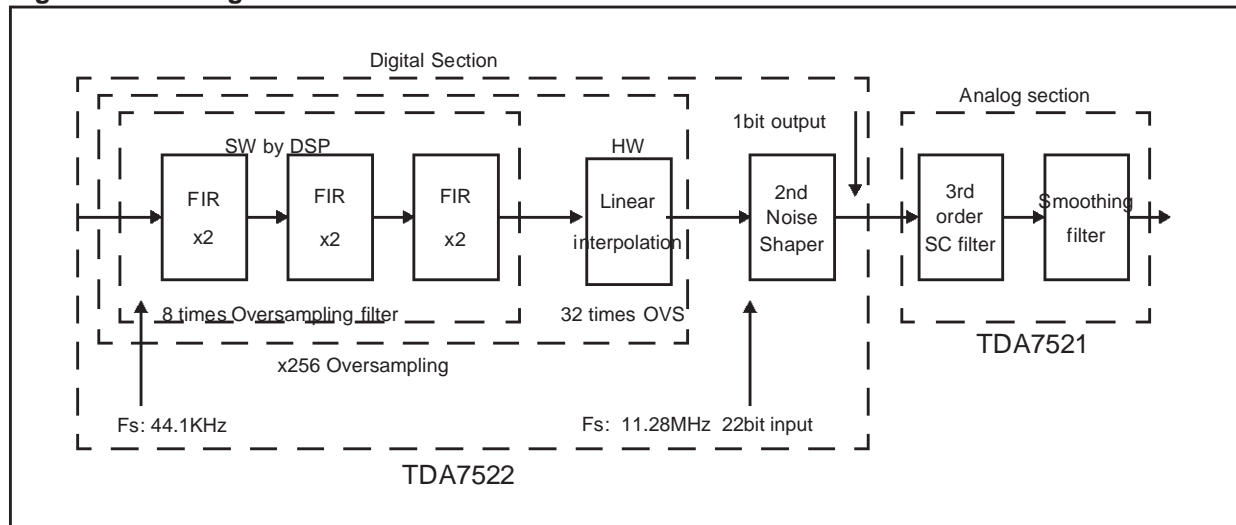 Digital Section
Analog section
1bit output
SW by DSP
HW
FIR
x2
FIR
x2
FIR
x2
Linear
interpolation
2nd
Noise
Shaper
3rd
order
SC filter
Smoothing
filter
8 times Oversampling filter
32 times OVS
x256 Oversampling
TDA7521
Fs: 44.1KHz
Fs: 11.28MHz 22bit input
TDA7522